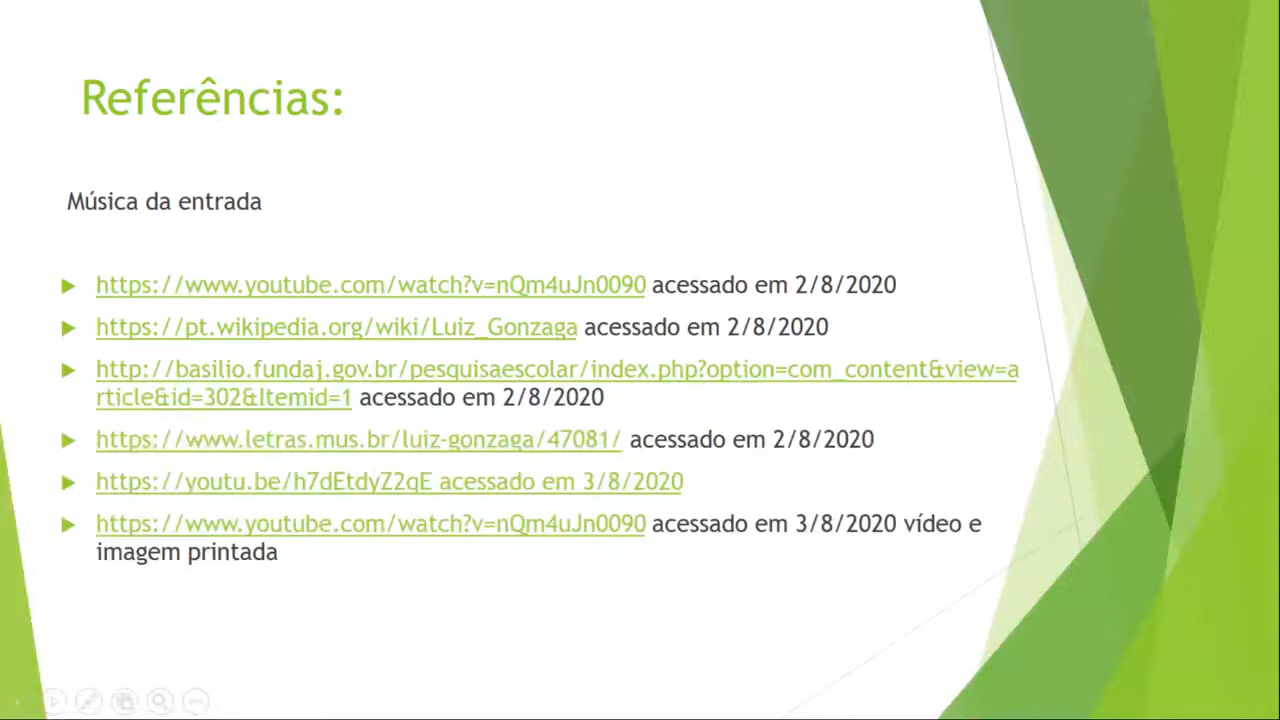 Referências:
Música da entrada
https://www.youtube.com/watch?v=nQm4uJn0090 acessado em 2/8/2020
https://pt.wikipedia.org/wiki/Luiz_Gonzaga acessado em 2/8/2020
http://basilio.fundaj.gov.br/pesquisaescolar/index.php?option=com_content&view=a
rticle&id=302&Itemid=1 acessado em 2/8/2020
https://www.letras.mus.br/luiz-gonzaga/47081/ acessado em 2/8/2020
https://youtu.be/h7dEtdyZ2qE acessado em 3/8/2020
https://www.youtube.com/watch?v=nQm4uJn0090 acessado em 3/8/2020 vídeo e
imagem printada